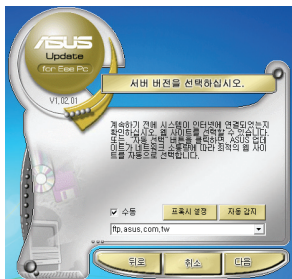 ASUS
Update
for Eee Pc
V1.02.01
서버 버전을 선택하십시오.
계속하기 전에 시스템이 인터넷에 연결되었는지
확인하십시오. 웹 사이트를 선택할 수 있습니다.
또는, "자동 선택" 버튼을 클릭하면, ASUS 업데
이트가 네트워크 소통량에 따라 최적의 웹 사이
트를 자동으로 선택합니다.
수동
프록시 설정
자동 감지
ftp.asus.com.tw
뒤로
취소
다음